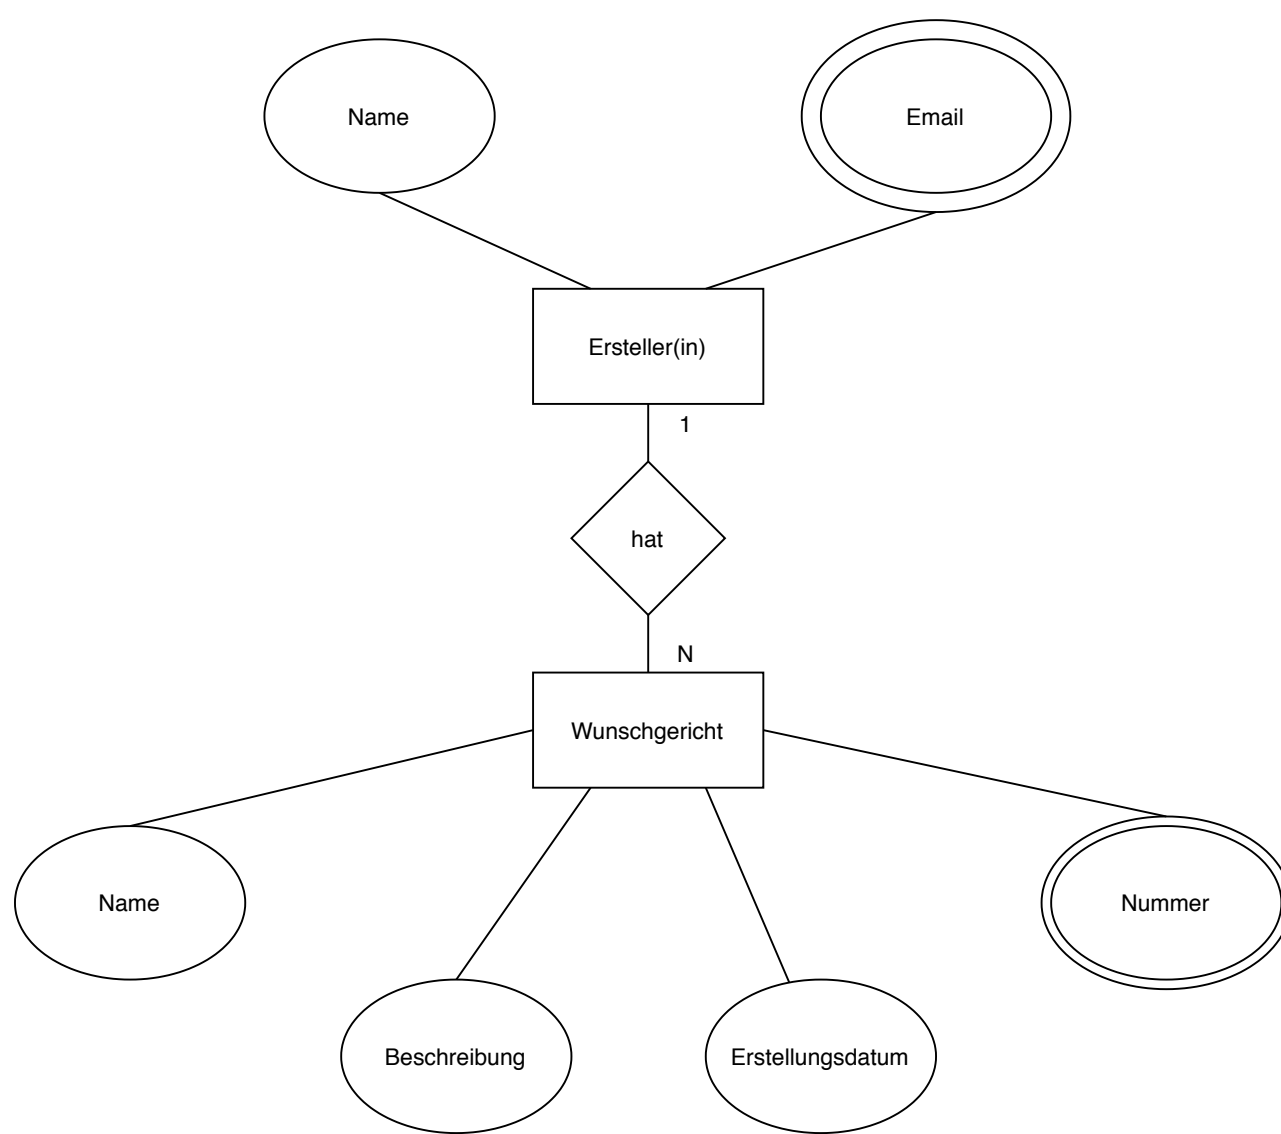 Name
Email
Ersteller(in)
1
hat
N
Wunschgericht
Name
Nummer
Beschreibung
Erstellungsdatum